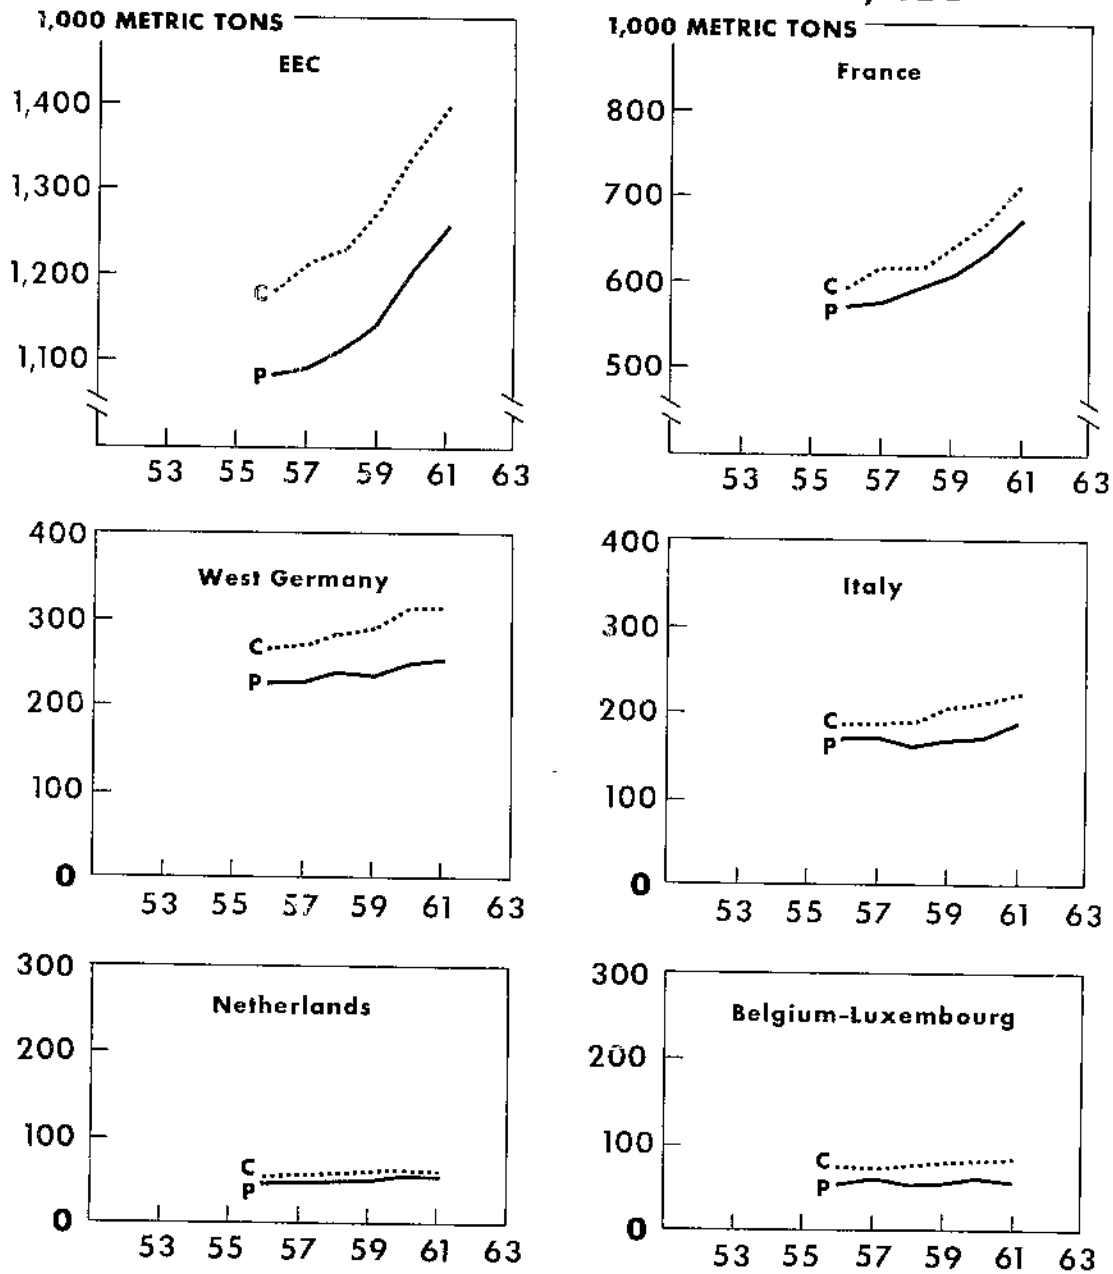 1,000 METRIC TONS
EEC
1,400
1,300
1,200
1,100
C
P
53 55 57 59 61 63
1,000 METRIC TONS
France
800
700
600
500
C
P
53 55 57 59 61 63
400
West Germany
300
200
100
0
C
P
53 55 57 59 61 63
400
Italy
300
200
100
0
C
P
53 55 57 59 61 63
300
Netherlands
200
100
0
C
P
53 55 57 59 61 63
300
Belgium-Luxembourg
200
100
0
C
P
53 55 57 59 61 63